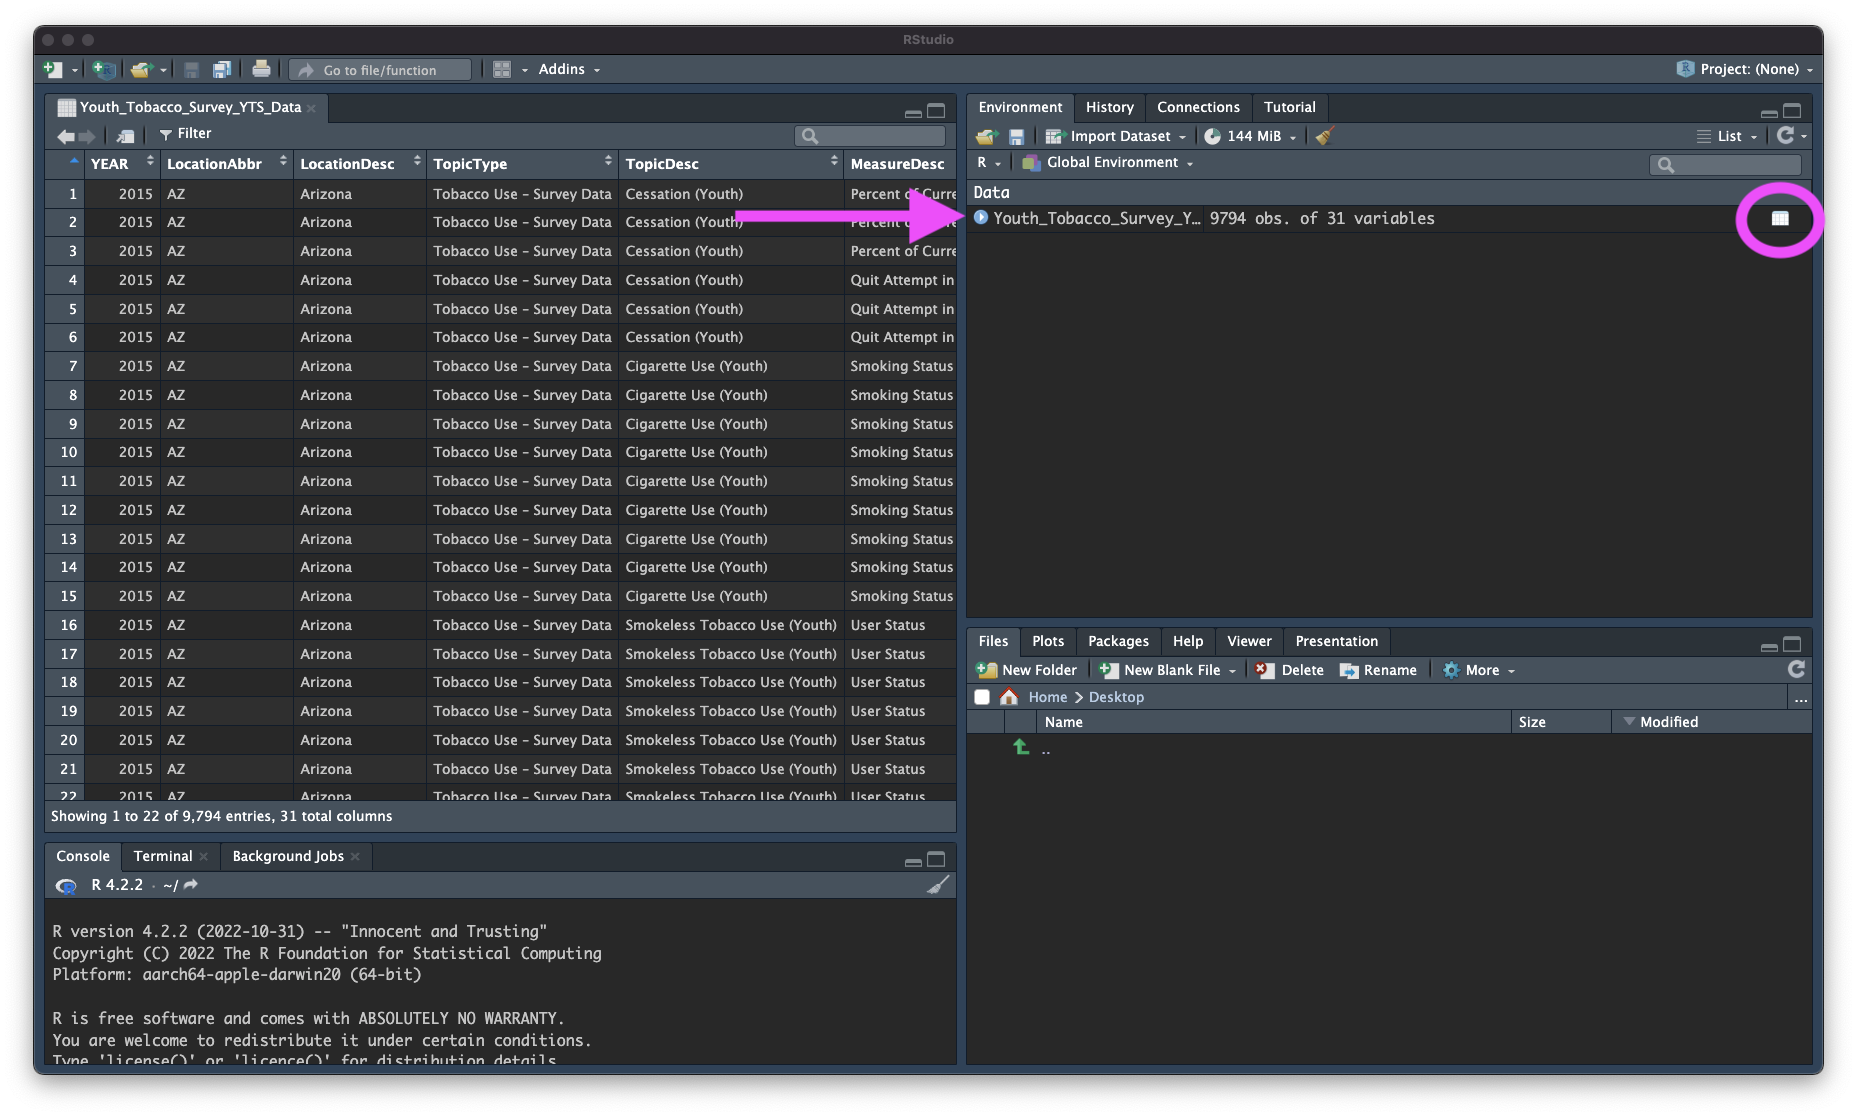 RStudio
Go to file/function Addins Project: (None)
Youth_Tobacco_Survey_YTS_Data
Filter
YEAR LocationAbbr LocationDesc TopicType TopicDesc MeasureDesc
1 2015 AZ Arizona Tobacco Use - Survey Data Cessation (Youth) Percent of Curre
2 2015 AZ Arizona Tobacco Use - Survey Data Cessation (Youth) Percent of Curre
3 2015 AZ Arizona Tobacco Use - Survey Data Cessation (Youth) Percent of Curre
4 2015 AZ Arizona Tobacco Use - Survey Data Cessation (Youth) Quit Attempt in
5 2015 AZ Arizona Tobacco Use - Survey Data Cessation (Youth) Quit Attempt in
6 2015 AZ Arizona Tobacco Use - Survey Data Cessation (Youth) Quit Attempt in
7 2015 AZ Arizona Tobacco Use - Survey Data Cigarette Use (Youth) Smoking Status
8 2015 AZ Arizona Tobacco Use - Survey Data Cigarette Use (Youth) Smoking Status
9 2015 AZ Arizona Tobacco Use - Survey Data Cigarette Use (Youth) Smoking Status
10 2015 AZ Arizona Tobacco Use - Survey Data Cigarette Use (Youth) Smoking Status
11 2015 AZ Arizona Tobacco Use - Survey Data Cigarette Use (Youth) Smoking Status
12 2015 AZ Arizona Tobacco Use - Survey Data Cigarette Use (Youth) Smoking Status
13 2015 AZ Arizona Tobacco Use - Survey Data Cigarette Use (Youth) Smoking Status
14 2015 AZ Arizona Tobacco Use - Survey Data Cigarette Use (Youth) Smoking Status
15 2015 AZ Arizona Tobacco Use - Survey Data Cigarette Use (Youth) Smoking Status
16 2015 AZ Arizona Tobacco Use - Survey Data Smokeless Tobacco Use (Youth) User Status
17 2015 AZ Arizona Tobacco Use - Survey Data Smokeless Tobacco Use (Youth) User Status
18 2015 AZ Arizona Tobacco Use - Survey Data Smokeless Tobacco Use (Youth) User Status
19 2015 AZ Arizona Tobacco Use - Survey Data Smokeless Tobacco Use (Youth) User Status
20 2015 AZ Arizona Tobacco Use - Survey Data Smokeless Tobacco Use (Youth) User Status
21 2015 AZ Arizona Tobacco Use - Survey Data Smokeless Tobacco Use (Youth) User Status
22 2015 AZ Arizona Tobacco Use - Survey Data Smokeless Tobacco Use (Youth) User Status
Showing 1 to 22 of 9,794 entries, 31 total columns
Console Terminal Background Jobs
R 4.2.2 · ~/
R version 4.2.2 (2022-10-31) -- "Innocent and Trusting"
Copyright (C) 2022 The R Foundation for Statistical Computing
Platform: aarch64-apple-darwin20 (64-bit)
R is free software and comes with ABSOLUTELY NO WARRANTY.
You are welcome to redistribute it under certain conditions.
Type 'license()' or 'licence()' for distribution details
Environment History Connections Tutorial
Import Dataset 144 MiB List
R Global Environment
Data
Youth_Tobacco_Survey_Y… 9794 obs. of 31 variables
Files Plots Packages Help Viewer Presentation
New Folder New Blank File Delete Rename More
Home > Desktop ...
Name Size Modified
..